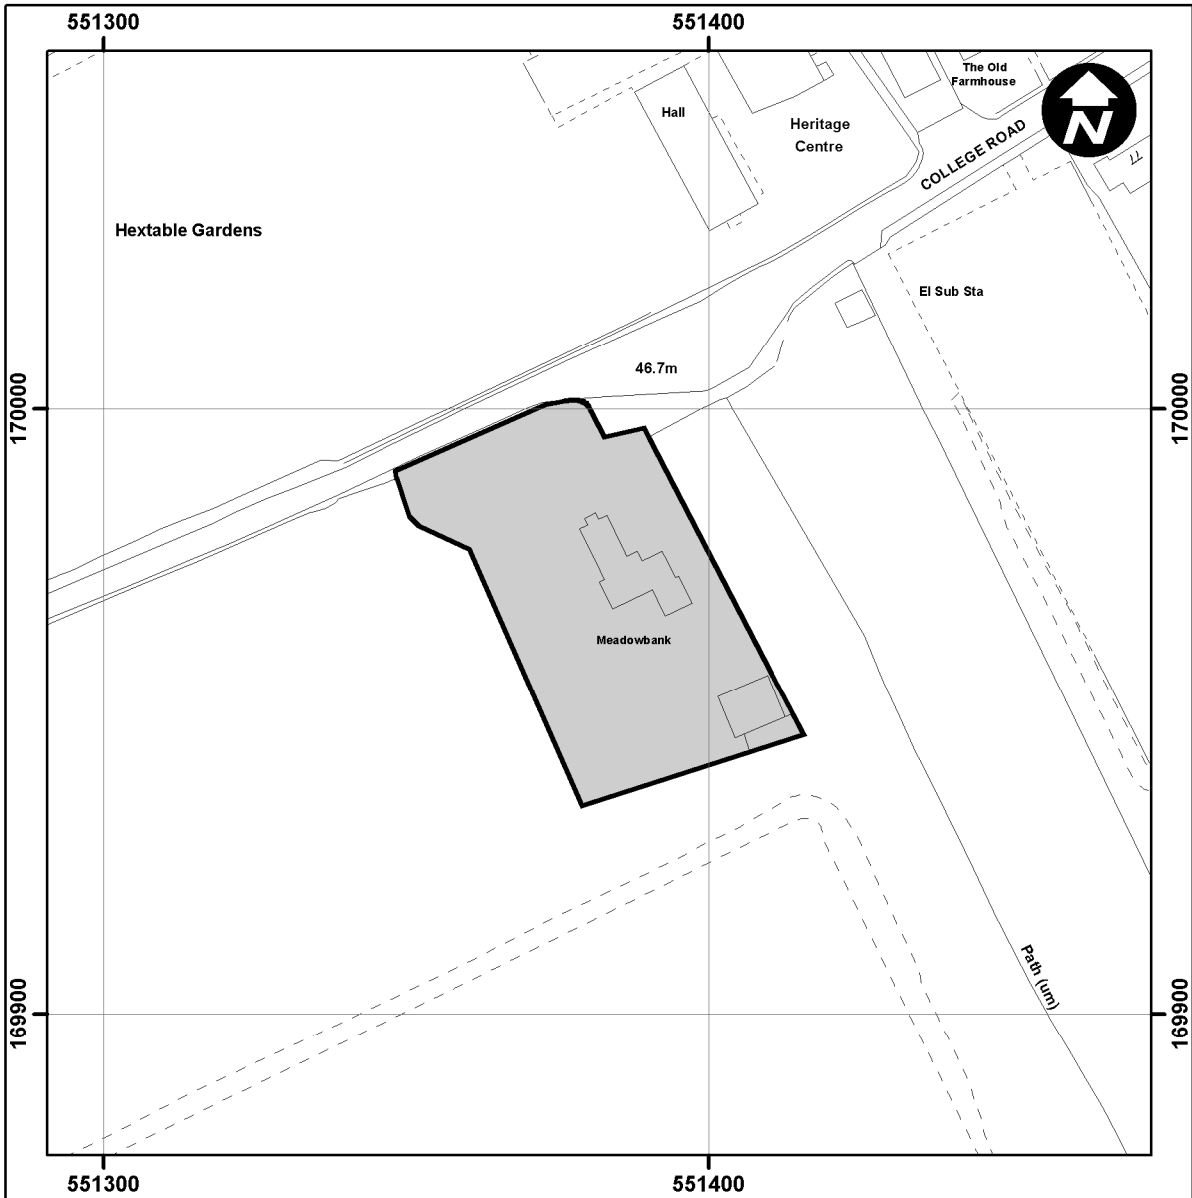 551300
551400
The Old
Farmhouse
Hall
Heritage
Centre
N
COLLEGE ROAD
11
Hextable Gardens
El Sub Sta
46.7m
170000
170000
Meadowbank
Path (um)
169900
169900
551300
551400